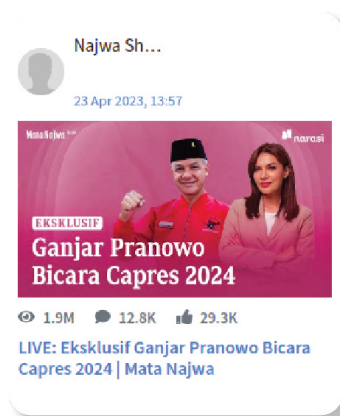 Najwa Sh...
23 Apr 2023, 13:57
Mata Najwa
narasi
EKSKLUSIF
Ganjar Pranowo
Bicara Capres 2024
1.9M 12.8K 29.3K
LIVE: Eksklusif Ganjar Pranowo Bicara
Capres 2024 | Mata Najwa